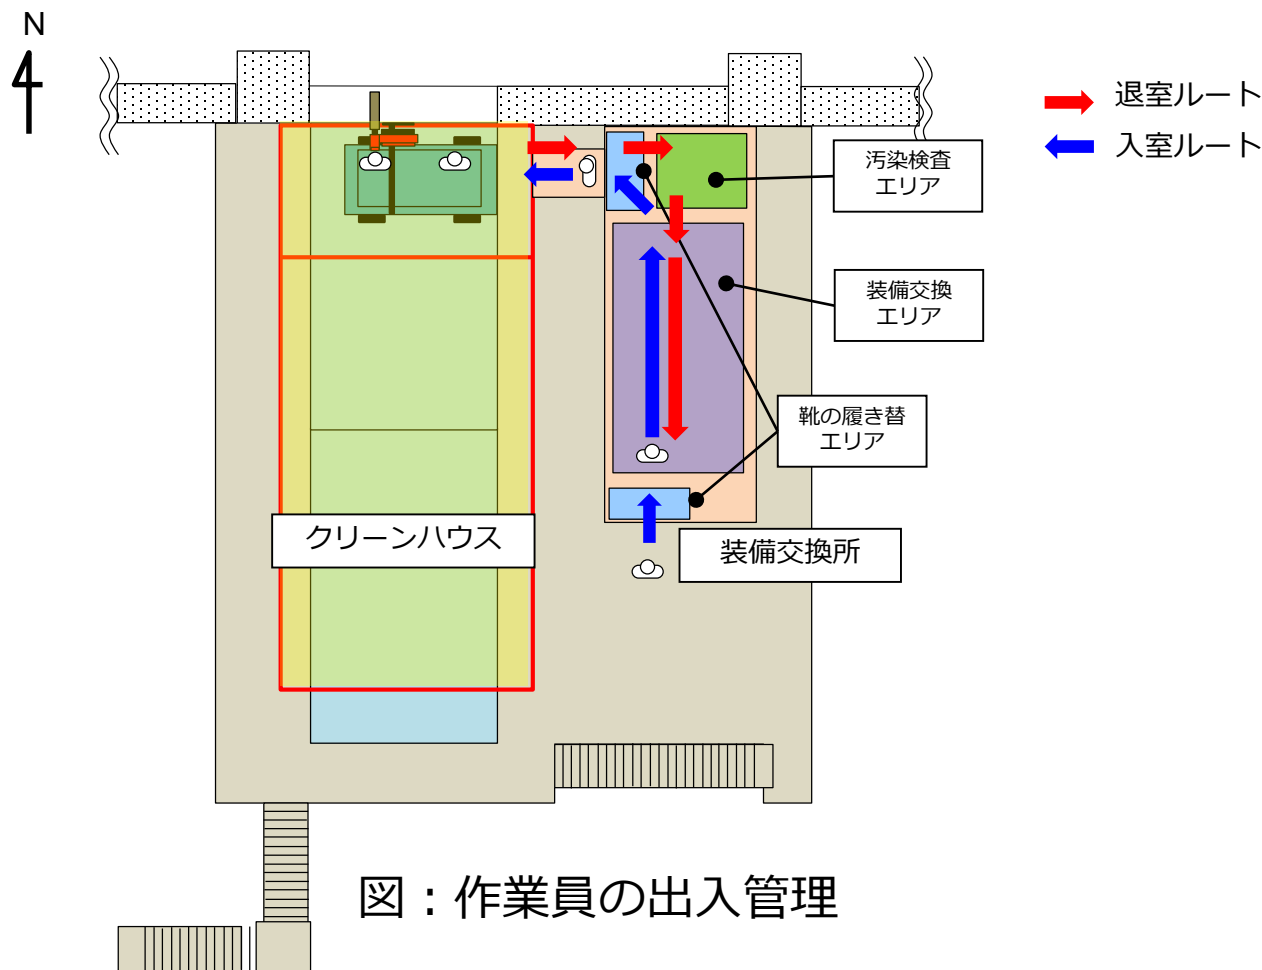 N
退室ルート
入室ルート
汚染検査
エリア
装備交換
エリア
靴の履き替
エリア
クリーンハウス
装備交換所
図：作業員の出入管理